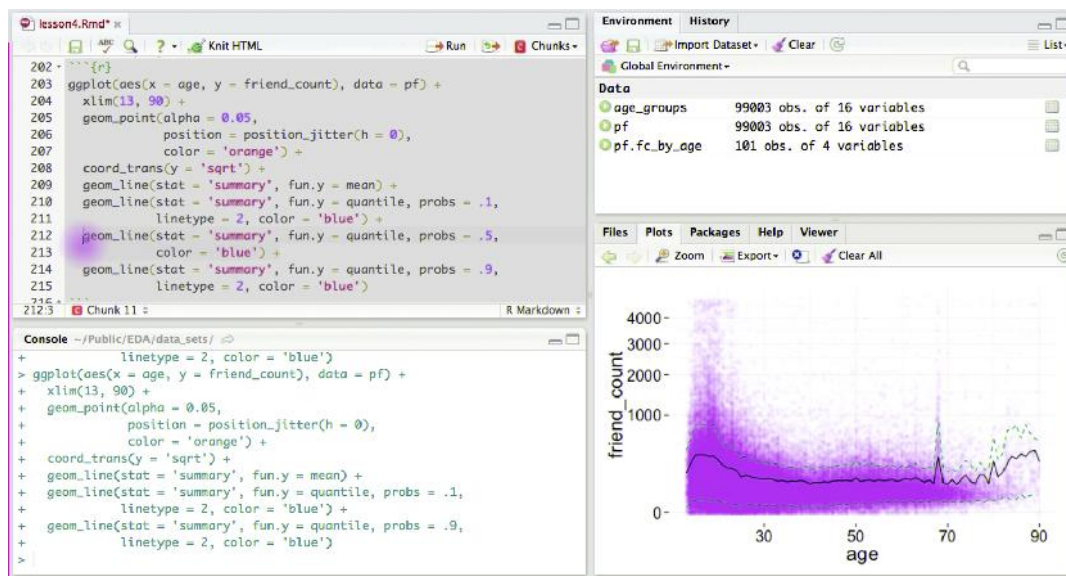 lesson4.Rmd*
ABC ? Knit HTML Run Chunks
202 ```{r}
203 ggplot(aes(x = age, y = friend_count), data = pf) +
204 xlim(13, 90) +
205 geom_point(alpha = 0.05,
206 position = position_jitter(h = 0),
207 color = 'orange') +
208 coord_trans(y = 'sqrt') +
209 geom_line(stat = 'summary', fun.y = mean) +
210 geom_line(stat = 'summary', fun.y = quantile, probs = .1,
211 linetype = 2, color = 'blue') +
212 geom_line(stat = 'summary', fun.y = quantile, probs = .5,
213 color = 'blue') +
214 geom_line(stat = 'summary', fun.y = quantile, probs = .9,
215 linetype = 2, color = 'blue')
216 ```
212:3 Chunk 11 R Markdown
Console ~/Public/EDA/data_sets/
+ linetype = 2, color = 'blue')
> ggplot(aes(x = age, y = friend_count), data = pf) +
+ xlim(13, 90) +
+ geom_point(alpha = 0.05,
+ position = position_jitter(h = 0),
+ color = 'orange') +
+ coord_trans(y = 'sqrt') +
+ geom_line(stat = 'summary', fun.y = mean) +
+ geom_line(stat = 'summary', fun.y = quantile, probs = .1,
+ linetype = 2, color = 'blue') +
+ geom_line(stat = 'summary', fun.y = quantile, probs = .9,
+ linetype = 2, color = 'blue')
>
Environment History
Import Dataset Clear List
Global Environment
Data
age_groups 99003 obs. of 16 variables
pf 99003 obs. of 16 variables
pf.fc_by_age 101 obs. of 4 variables
Files Plots Packages Help Viewer
Zoom Export Clear All
4000
3000
1000
0
friend_count
30 50 70 90
age